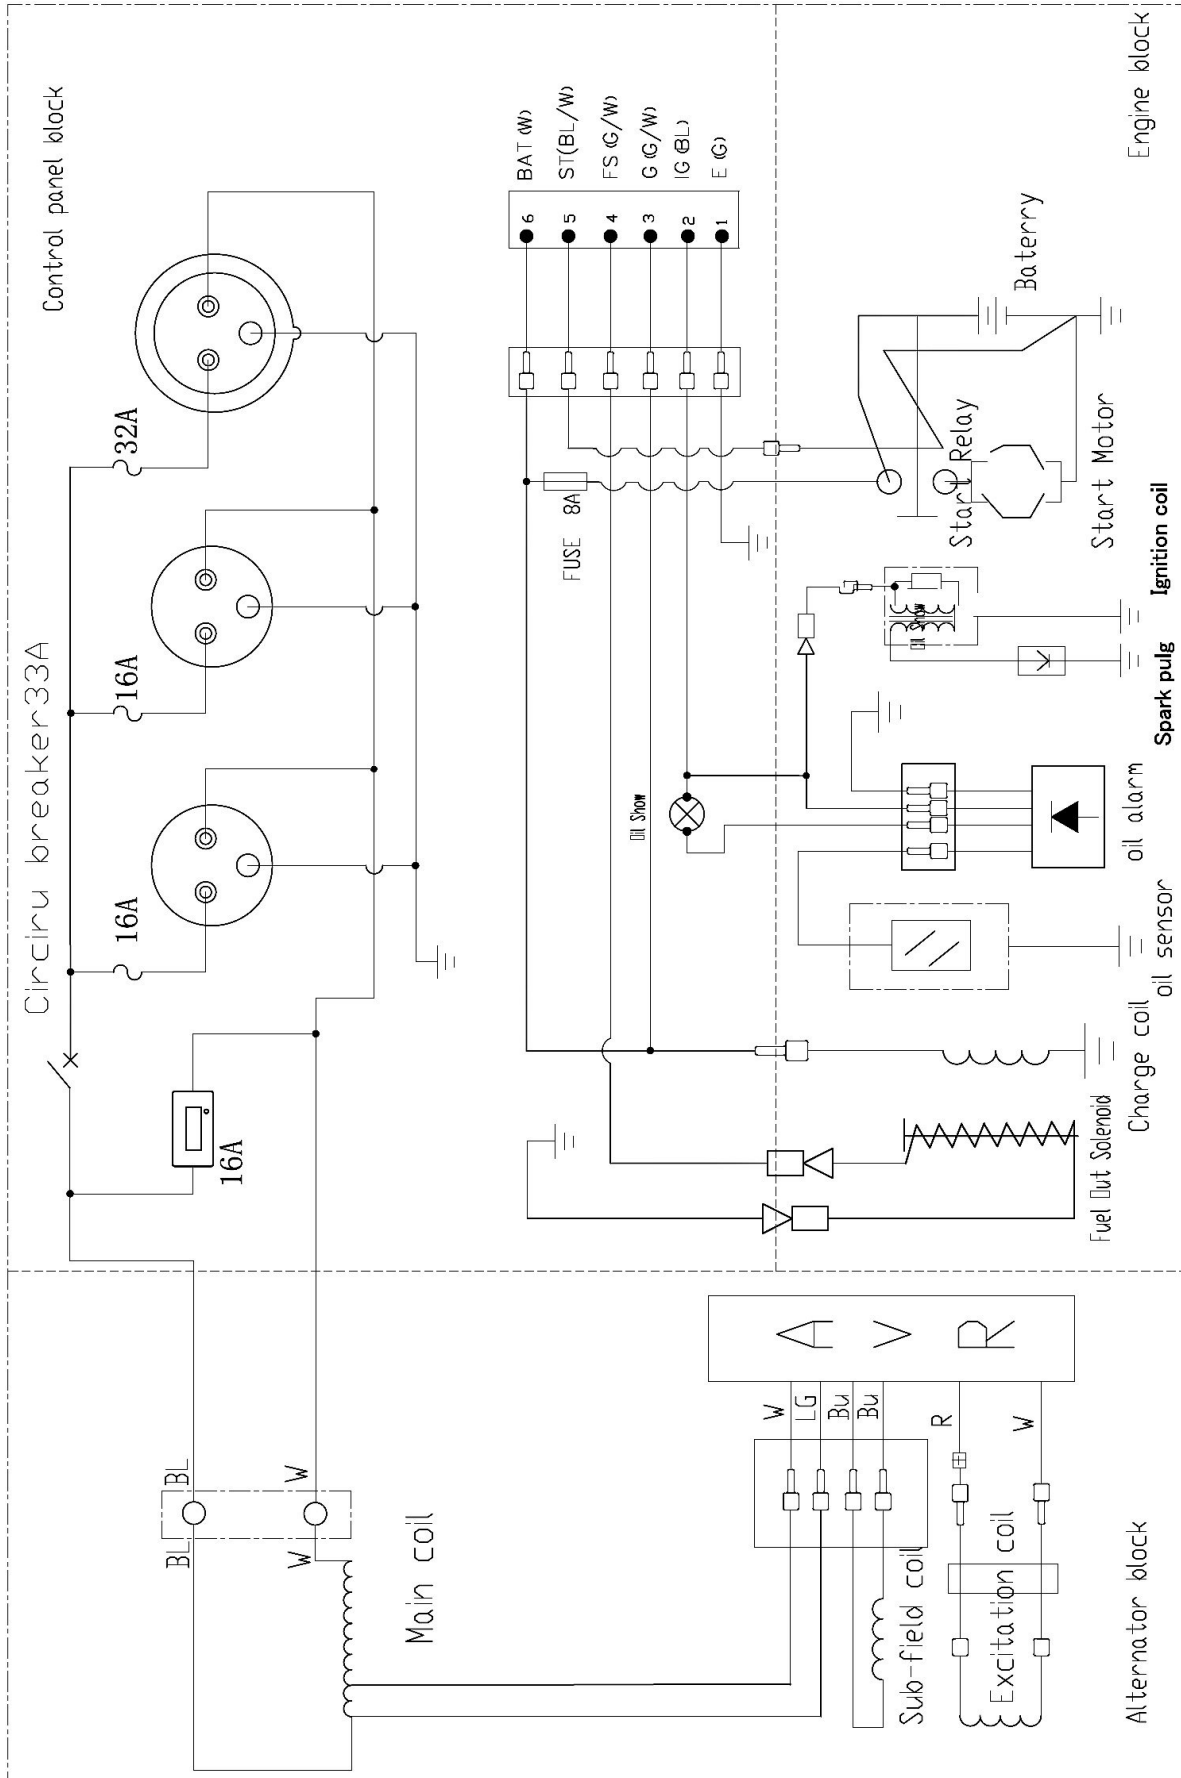 Control panel block
Circiru breaker33A
16A
16A
16A
32A
BAT (W)
ST(BL/W)
FS (G/W)
G (G/W)
IG (BL)
E (G)
6
5
4
3
2
1
FUSE 8A
Oil Show
Engine block
Baterry
Start Relay
Start Motor
Ignition coil
Oil Show
Spark pulg
oil alarm
oil sensor
Charge coil
Fuel Out Solenoid
Alternator block
BL
BL
W
W
Main coil
A V R
W
LG
Bu
Bu
R
W
Sub-field coil
Excitation coil